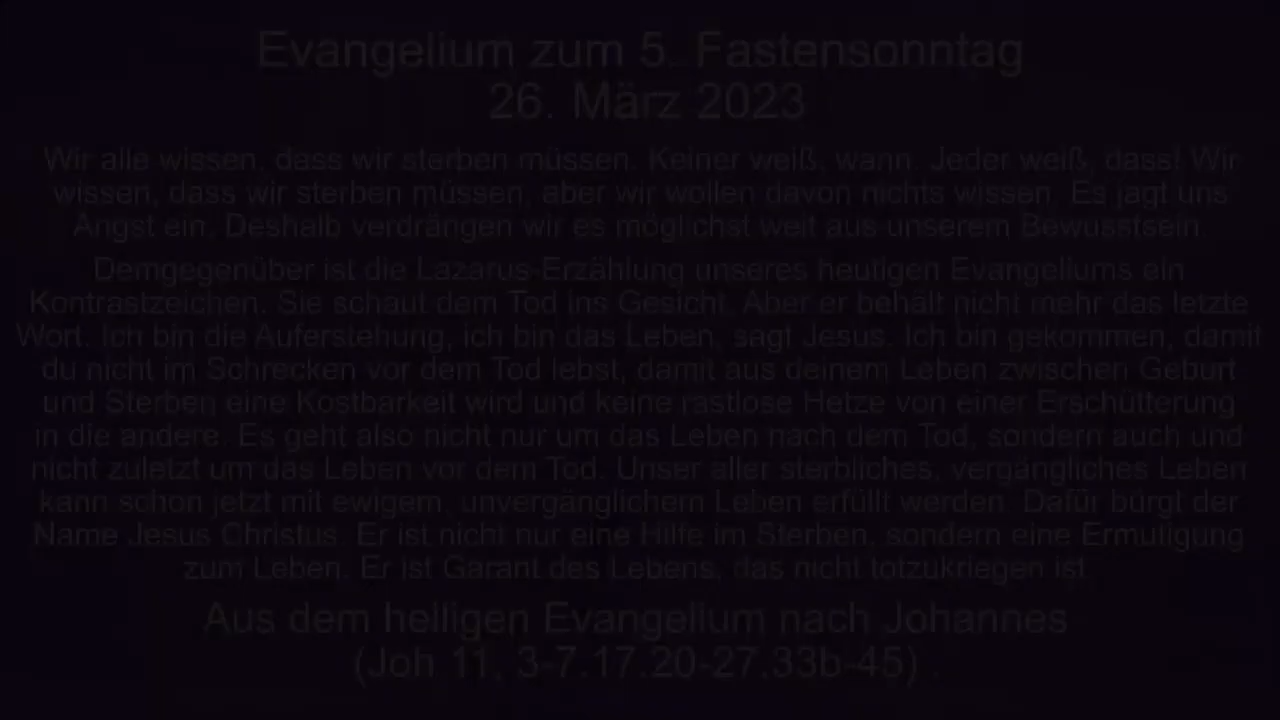 Evangelium zum 5. Fastensonntag
26. März 2023
Wir alle wissen, dass wir sterben müssen. Keiner weiß, wann. Jeder weiß, dass! Wir
wissen, dass wir sterben müssen, aber wir wollen davon nichts wissen. Es jagt uns
Angst ein. Deshalb verdrängen wir es möglichst weit aus unserem Bewusstsein.
Demgegenüber ist die Lazarus-Erzählung unseres heutigen Evangeliums ein
Kontrastzeichen. Sie schaut dem Tod ins Gesicht. Aber er behält nicht mehr das letzte
Wort. Ich bin die Auferstehung, ich bin das Leben, sagt Jesus. Ich bin gekommen, damit
du nicht im Schrecken vor dem Tod lebst, damit aus deinem Leben zwischen Geburt
und Sterben eine Kostbarkeit wird und keine rastlose Hetze von einer Erschütterung
in die andere. Es geht also nicht nur um das Leben nach dem Tod, sondern auch und
nicht zuletzt um das Leben vor dem Tod. Unser aller sterbliches, vergängliches Leben
kann schon jetzt mit ewigem, unvergänglichem Leben erfüllt werden. Dafür bürgt der
Name Jesus Christus. Er ist nicht nur eine Hilfe im Sterben, sondern eine Ermutigung
zum Leben. Er ist Garant des Lebens, das nicht totzukriegen ist.
Aus dem heiligen Evangelium nach Johannes
(Joh 11, 3-7.17.20-27.33b-45) .